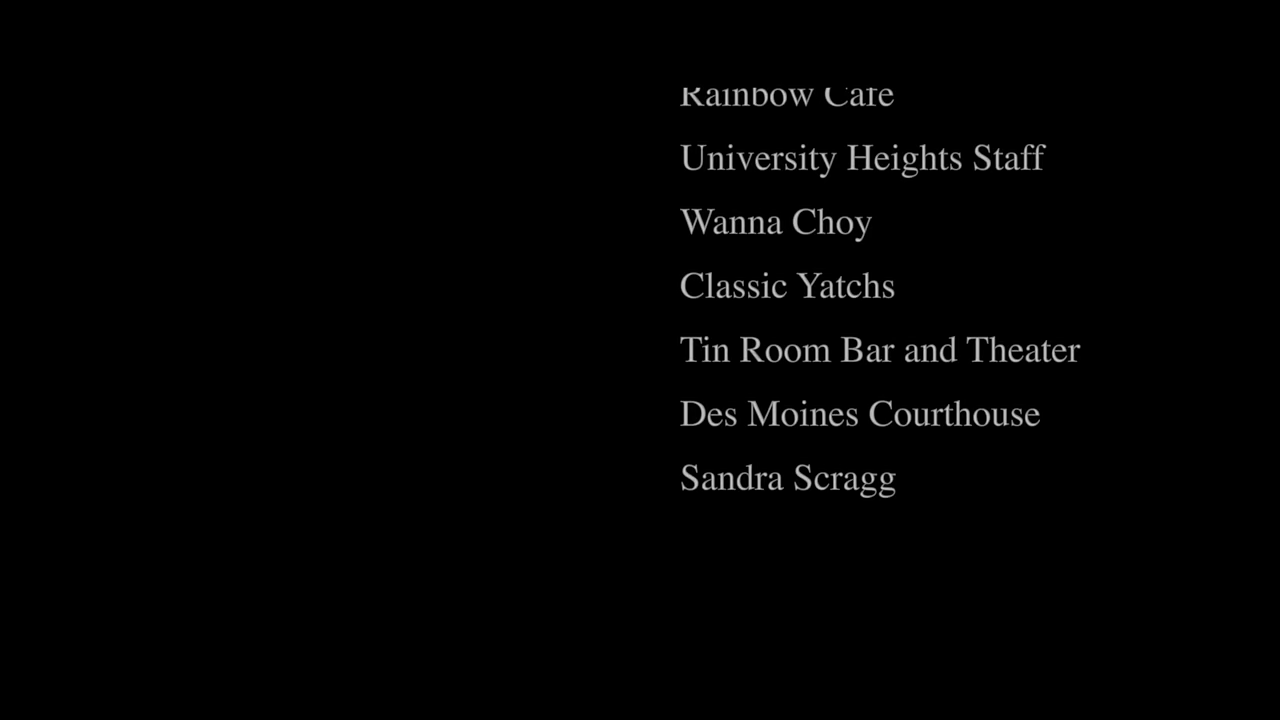 Rainbow Cafe
University Heights Staff
Wanna Choy
Classic Yatchs
Tin Room Bar and Theater
Des Moines Courthouse
Sandra Scragg